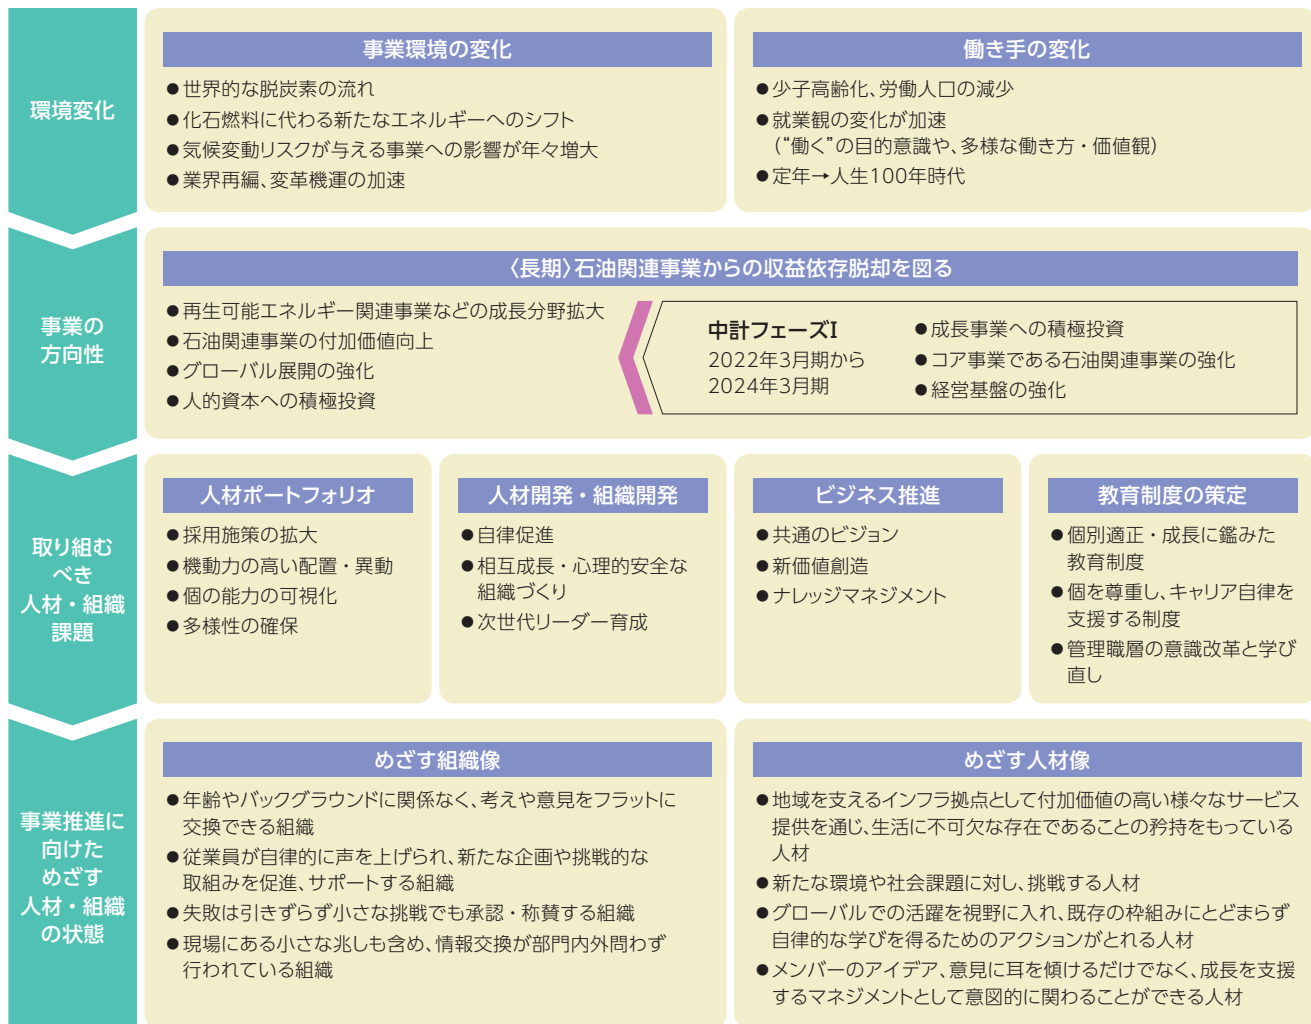 環境変化
事業環境の変化
●世界的な脱炭素の流れ
●化石燃料に代わる新たなエネルギーへのシフト
●気候変動リスクが与える事業への影響が年々増大
●業界再編、変革機運の加速
働き手の変化
●少子高齢化、労働人口の減少
●就業観の変化が加速
（“働く”の目的意識や、多様な働き方・価値観）
●定年→人生100年時代
事業の
方向性
〈長期〉石油関連事業からの収益依存脱却を図る
●再生可能エネルギー関連事業などの成長分野拡大
●石油関連事業の付加価値向上
●グローバル展開の強化
●人的資本への積極投資
中計フェーズI
2022年3月期から
2024年3月期
●成長事業への積極投資
●コア事業である石油関連事業の強化
●経営基盤の強化
取り組む
べき
人材・組織
課題
人材ポートフォリオ
●採用施策の拡大
●機動力の高い配置・異動
●個の能力の可視化
●多様性の確保
人材開発・組織開発
●自律促進
●相互成長・心理的安全な
組織づくり
●次世代リーダー育成
ビジネス推進
●共通のビジョン
●新価値創造
●ナレッジマネジメント
教育制度の策定
●個別適正・成長に鑑みた
教育制度
●個を尊重し、キャリア自律を
支援する制度
●管理職層の意識改革と学び
直し
事業推進に
向けた
めざす
人材・組織
の状態
めざす組織像
●年齢やバックグラウンドに関係なく、考えや意見をフラットに
交換できる組織
●従業員が自律的に声を上げられ、新たな企画や挑戦的な
取組みを促進、サポートする組織
●失敗は引きずらず小さな挑戦でも承認・称賛する組織
●現場にある小さな兆しも含め、情報交換が部門内外問わず
行われている組織
めざす人材像
●地域を支えるインフラ拠点として付加価値の高い様々なサービス
提供を通じ、生活に不可欠な存在であることの矜持をもっている
人材
●新たな環境や社会課題に対し、挑戦する人材
●グローバルでの活躍を視野に入れ、既存の枠組みにとどまらず
自律的な学びを得るためのアクションがとれる人材
●メンバーのアイデア、意見に耳を傾けるだけでなく、成長を支援
するマネジメントとして意図的に関わることができる人材